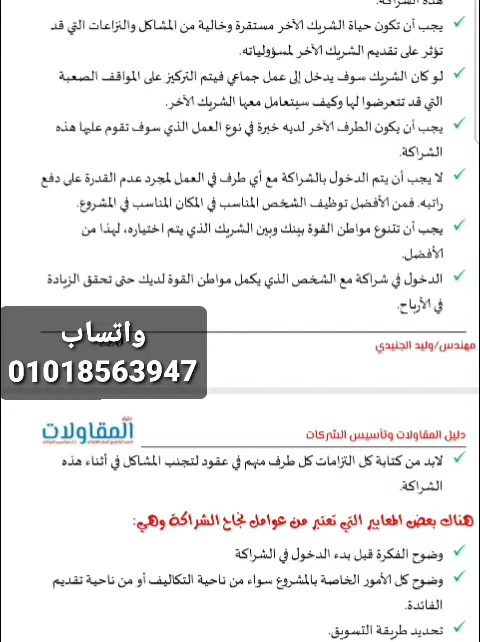 هذه الشراكة.
يجب أن تكون حياة الشريك الآخر مستقرة وخالية من المشاكل والنزاعات التي قد
تؤثر على تقديم الشريك الآخر لمسؤولياته.
لو كان الشريك سوف يدخل إلى عمل جماعي فيتم التركيز على المواقف الصعبة
التي قد تتعرضوا لها وكيف سيتعامل معها الشريك الآخر.
يجب أن يكون الطرف الآخر لديه خبرة في نوع العمل الذي سوف تقوم عليها هذه
الشراكة.
لا يجب أن يتم الدخول بالشراكة مع أي طرف في العمل لمجرد عدم القدرة على دفع
راتبه. فمن الأفضل توظيف الشخص المناسب في المكان المناسب في المشروع.
يجب أن تتنوع مواطن القوة بينك وبين الشريك الذي يتم اختياره، لهذا من
الأفضل.
الدخول في شراكة مع الشخص الذي يكمل مواطن القوة لديك حتى تحقق الزيادة
في الأرباح.
واتساب
01018563947
مهندس/وليد الجنيدي
دليل المقاولات وتأسيس الشركات
دليل
المقاولات
لابد من كتابة كل التزامات كل طرف منهم في عقود لتجنب المشاكل في أثناء هذه
الشراكة.
هناك بعض المعايير التي تعتبر من عوامل نجاح الشراكة وهي:
وضوح الفكرة قبل بدء الدخول في الشراكة
وضوح كل الأمور الخاصة بالمشروع سواء من ناحية التكاليف أو من ناحية تقديم
الفائدة.
تحديد طريقة التسويق.